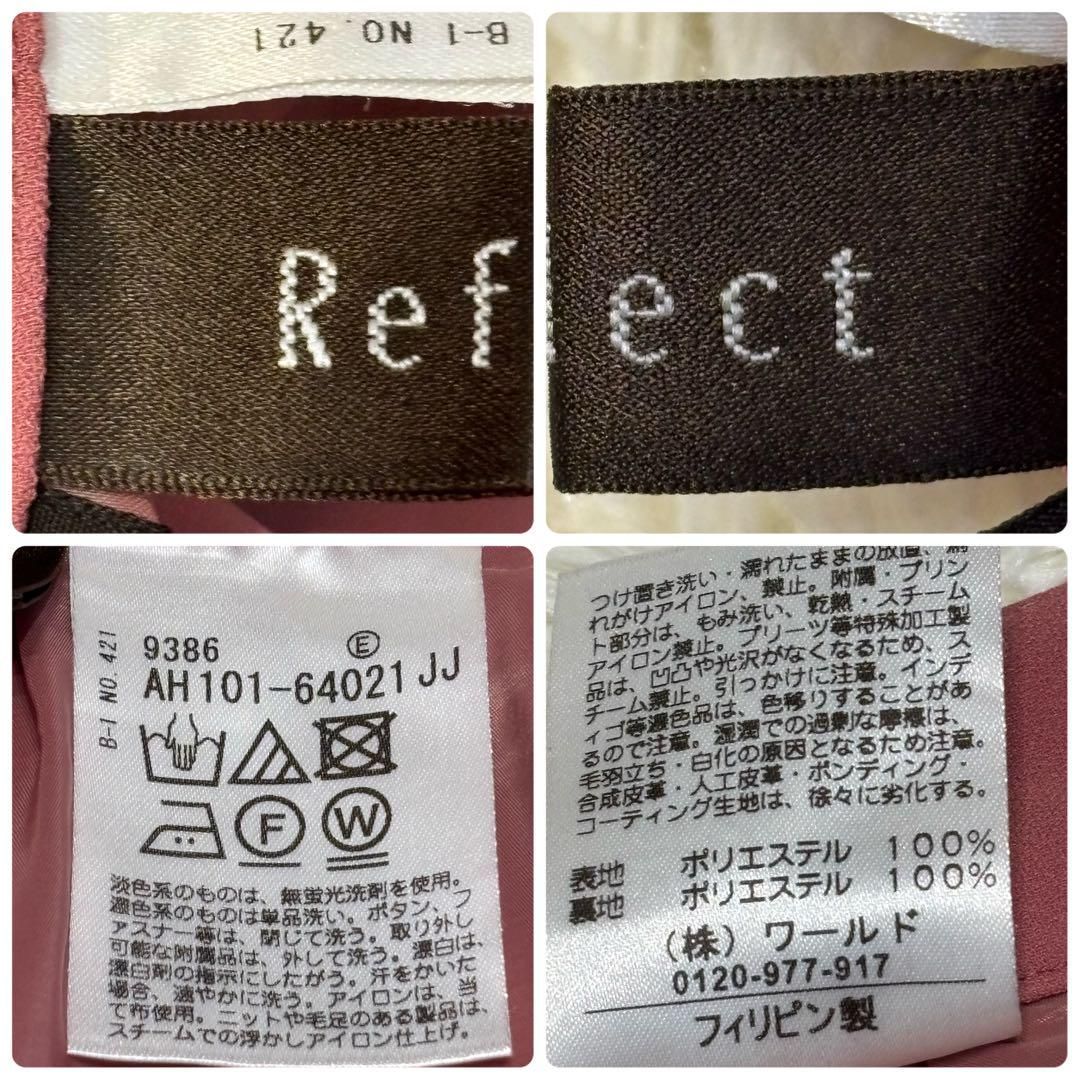 B-1 NO. 421
Ref
ect
B-1 NO. 421
9386 Ⓔ
AH101-64021 JJ
F W
淡色系のものは、無蛍光洗剤を使用。
濃色系のものは単品洗い。ボタン、フ
ァスナー等は、閉じて洗う。取り外し
可能な附属品は、外して洗う。漂白は、
漂白剤の指示にしたがう。汗をかいた
場合、速やかに洗う。アイロンは、当
て布使用。ニットや毛足のある製品は、
スチームでの浮かしアイロン仕上げ。
つけ置き洗い・濡れたままの放置、濡
れがけアイロン、禁止。附属・プリン
ト部分は、もみ洗い、乾熱・スチーム
アイロン禁止。プリーツ等特殊加工製
品は、凹凸や光沢がなくなるため、ス
チーム禁止。引っかけに注意。インデ
ィゴ等濃色品は、色移りすることがあ
るので注意。湿潤での過剰な摩擦は、
毛羽立ち・白化の原因となるため注意。
合成皮革・人工皮革・ボンディング・
コーティング生地は、徐々に劣化する。
表地 ポリエステル 100%
裏地 ポリエステル 100%
(株) ワールド
0120-977-917
フィリピン製